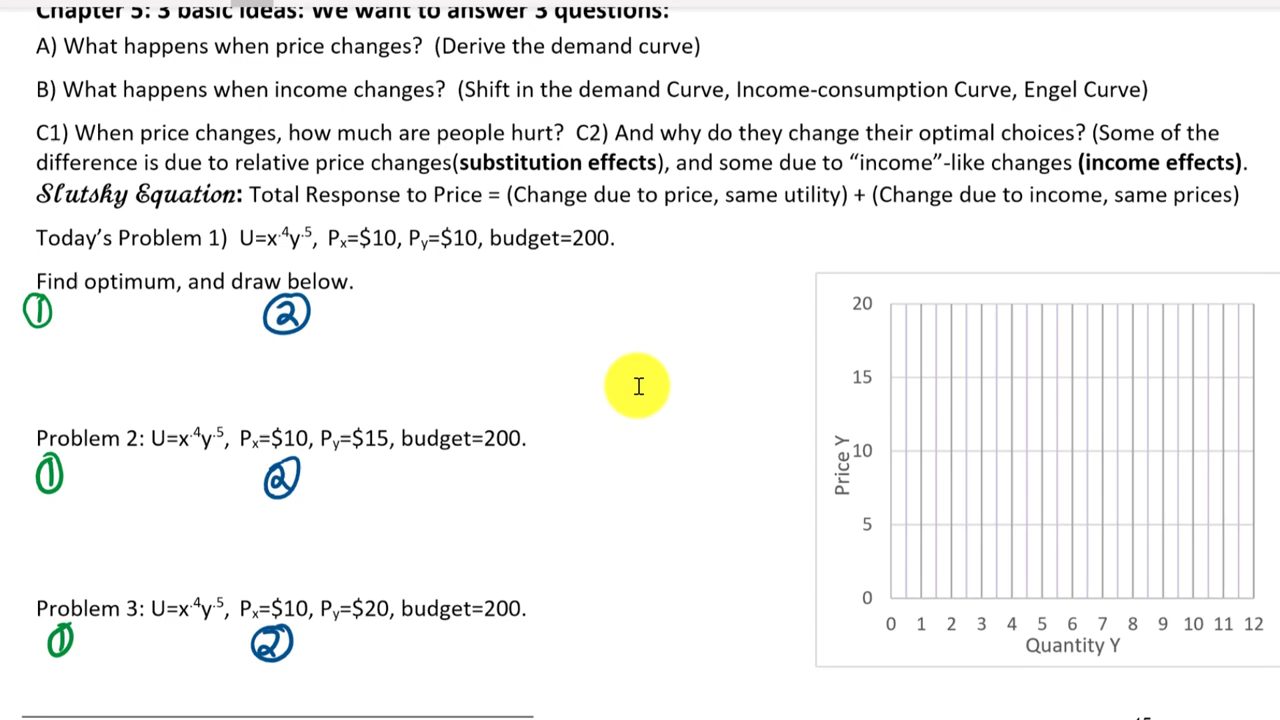 Chapter 5: 3 basic ideas: We want to answer 3 questions:
A) What happens when price changes? (Derive the demand curve)
B) What happens when income changes? (Shift in the demand Curve, Income-consumption Curve, Engel Curve)
C1) When price changes, how much are people hurt? C2) And why do they change their optimal choices? (Some of the
difference is due to relative price changes(substitution effects), and some due to “income”-like changes (income effects).
Slutsky Equation: Total Response to Price = (Change due to price, same utility) + (Change due to income, same prices)
Today’s Problem 1) U=x^.4y^.5, Px=$10, Py=$10, budget=200.
Find optimum, and draw below.
① ②
Problem 2: U=x^.4y^.5, Px=$10, Py=$15, budget=200.
① ②
Problem 3: U=x^.4y^.5, Px=$10, Py=$20, budget=200.
① ②
20
15
10
5
0
Price Y
0 1 2 3 4 5 6 7 8 9 10 11 12
Quantity Y